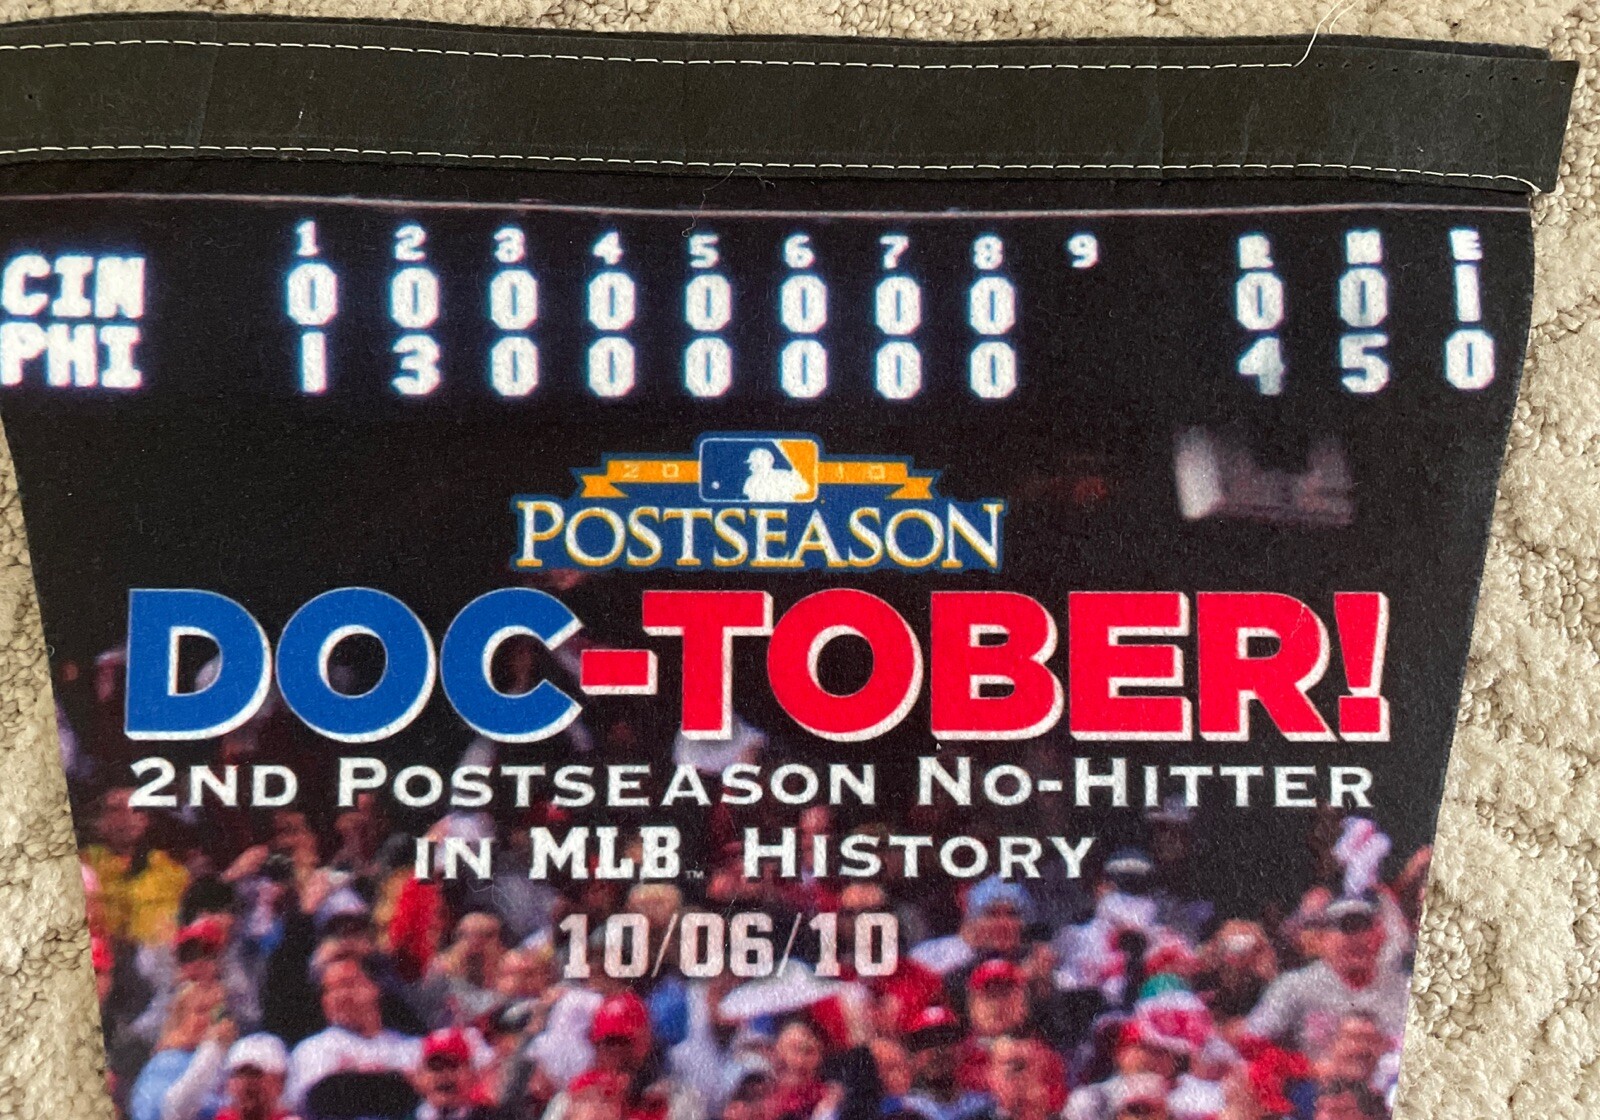 1 2 3 4 5 6 7 8 9 R H E
CIN 0 0 0 0 0 0 0 0 0 0 1
PHI 1 3 0 0 0 0 0 0 4 5 0
2010
POSTSEASON
DOC-TOBER!
2ND POSTSEASON NO-HITTER
IN MLB™ HISTORY
10/06/10